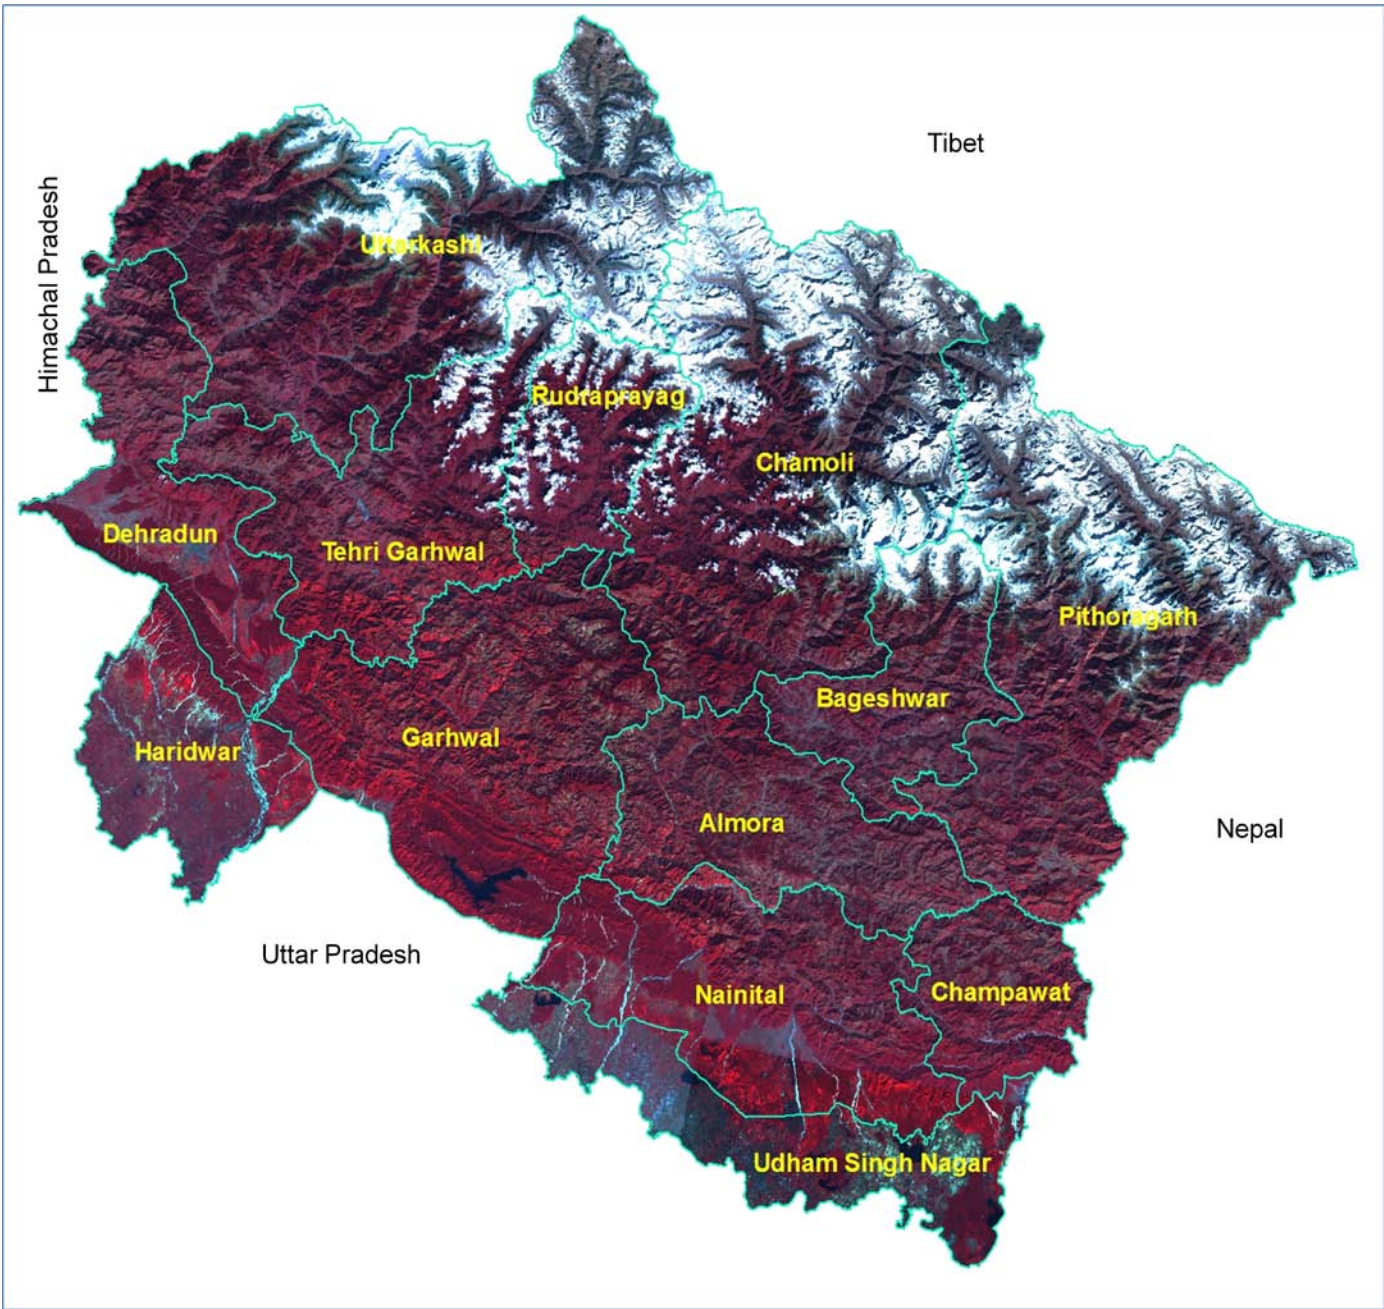 Tibet
Himachal Pradesh
Uttarkashi
Rudraprayag
Chamoli
Dehradun
Tehri Garhwal
Pithoragarh
Bageshwar
Garhwal
Haridwar
Almora
Nepal
Uttar Pradesh
Nainital
Champawat
Udham Singh Nagar